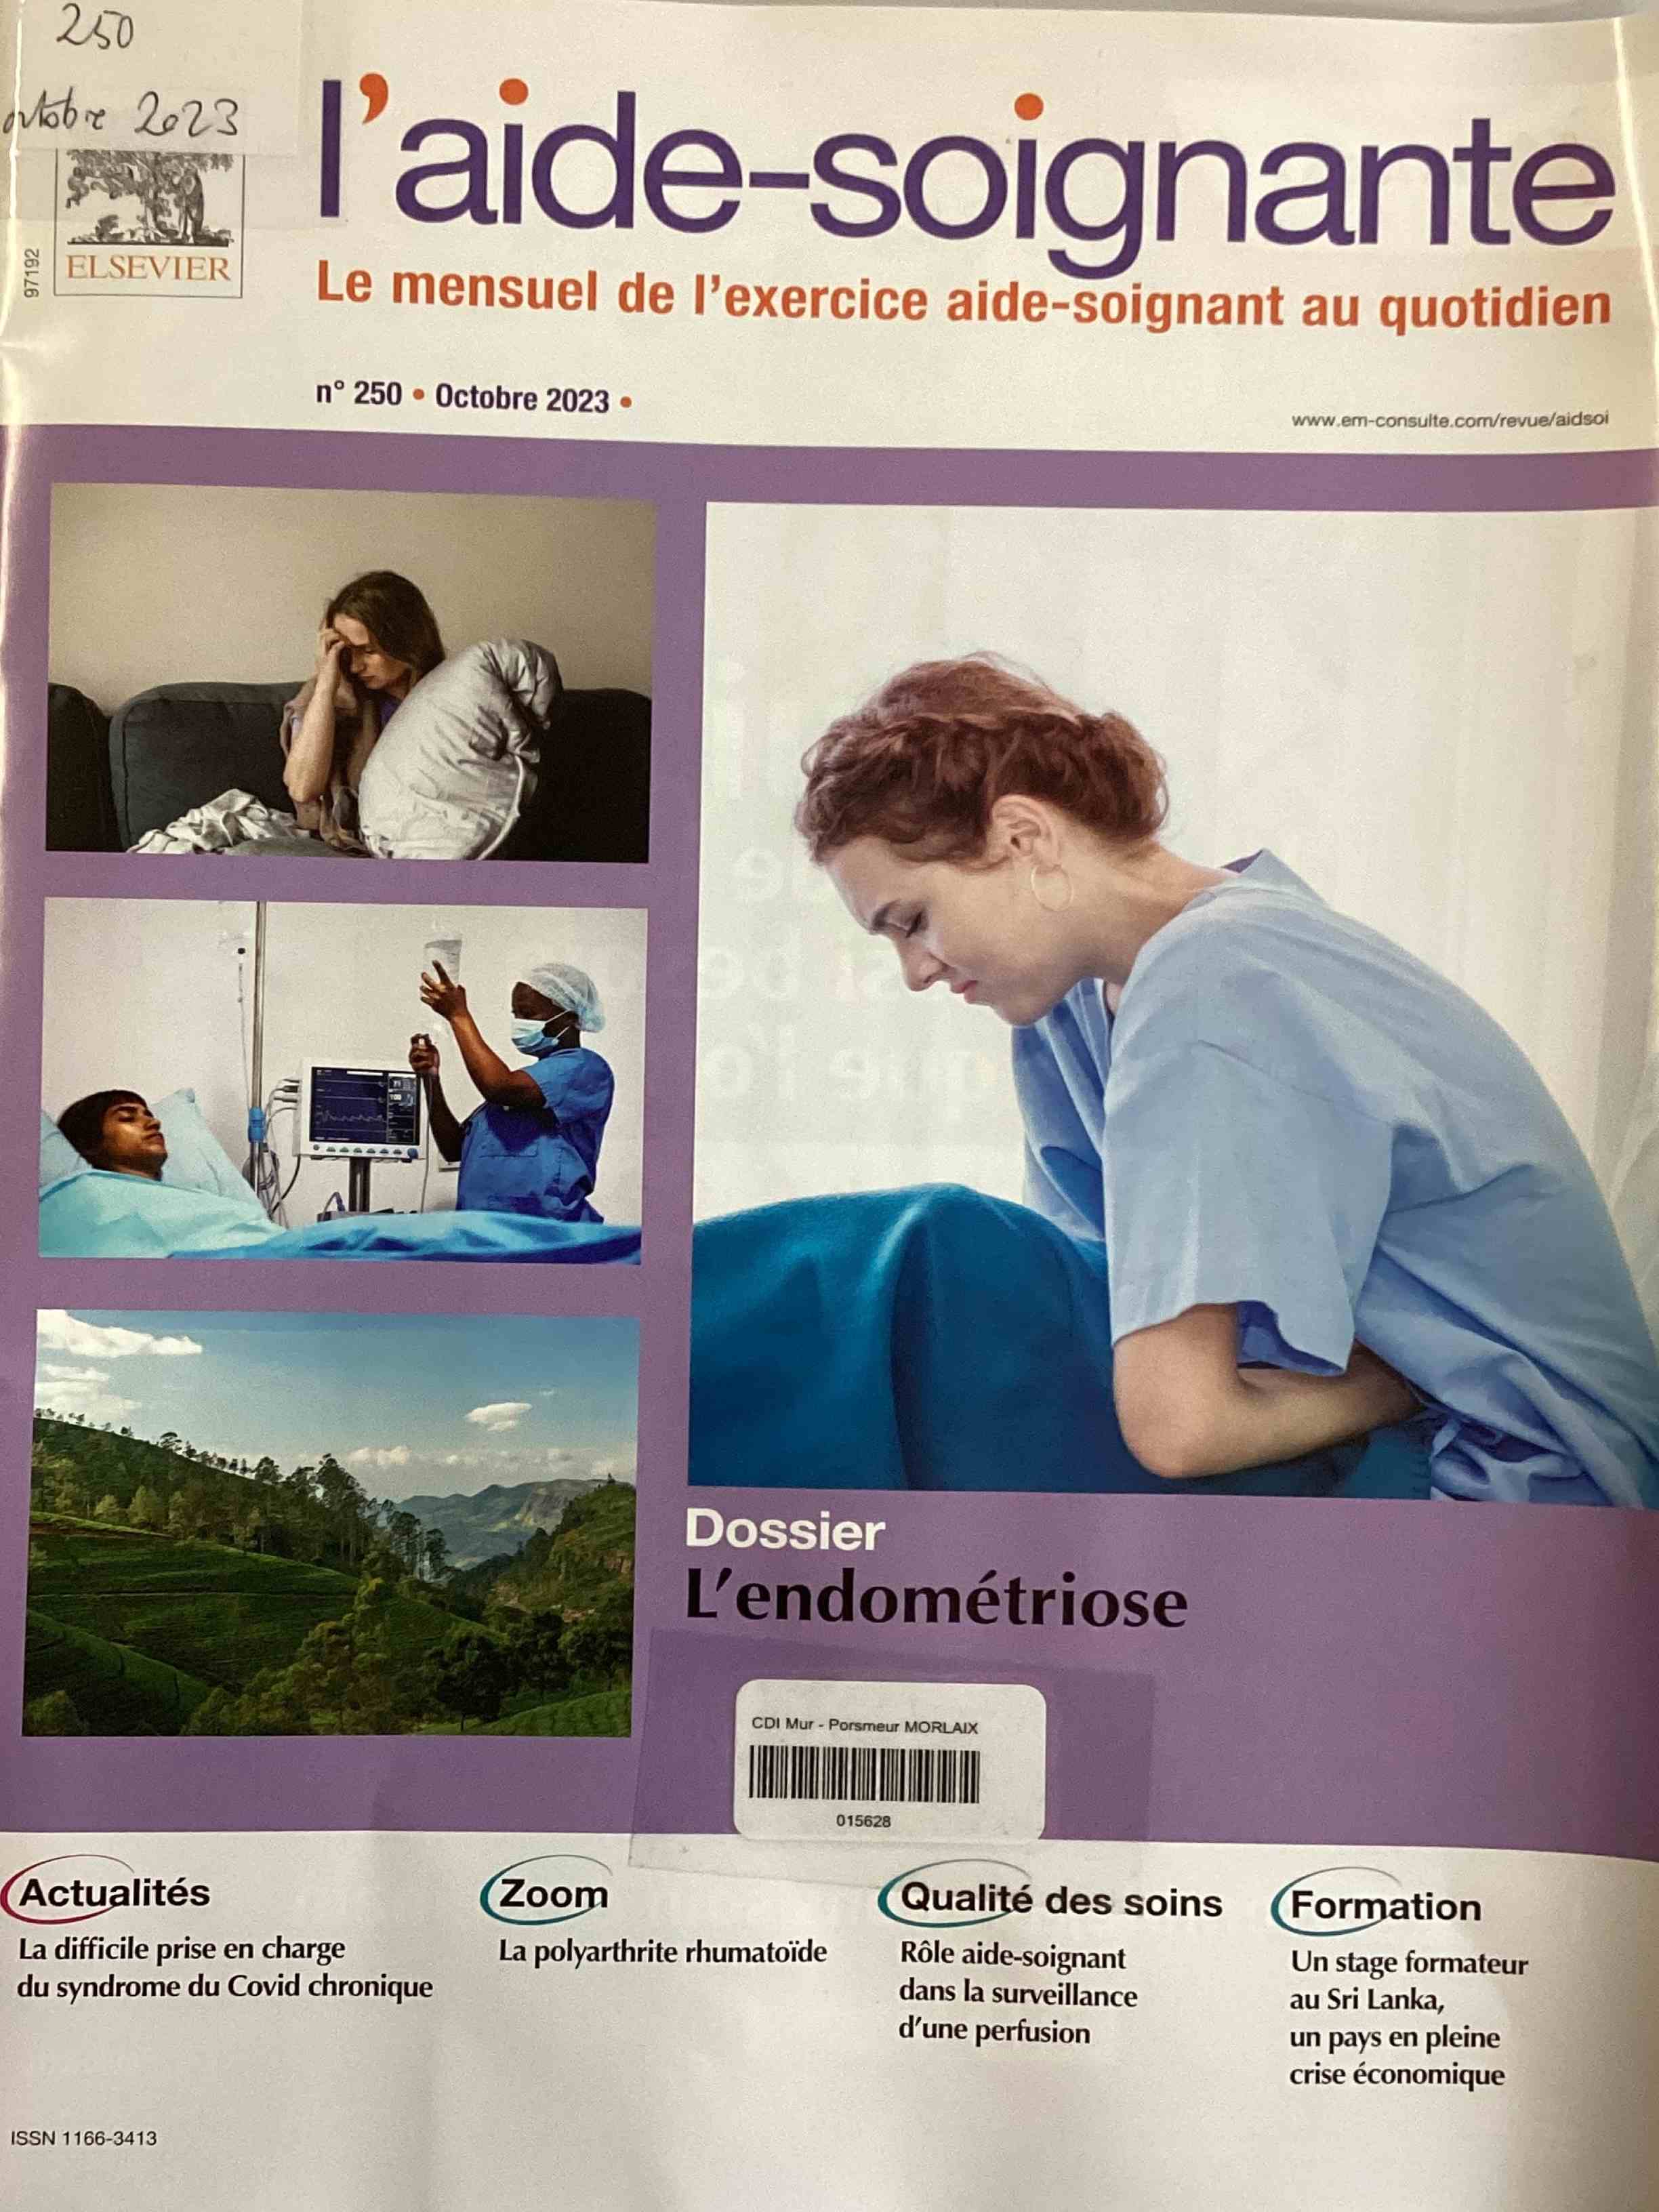 250
octobre 2023
l'aide-soignante
ELSEVIER
97192
Le mensuel de l'exercice aide-soignant au quotidien
n° 250 • Octobre 2023 •
www.em-consulte.com/revue/aidsoi
Dossier
L'endométriose
CDI Mur - Porsmeur MORLAIX
015628
Actualités
La difficile prise en charge
du syndrome du Covid chronique
Zoom
La polyarthrite rhumatoïde
Qualité des soins
Rôle aide-soignant
dans la surveillance
d'une perfusion
Formation
Un stage formateur
au Sri Lanka,
un pays en pleine
crise économique
ISSN 1166-3413